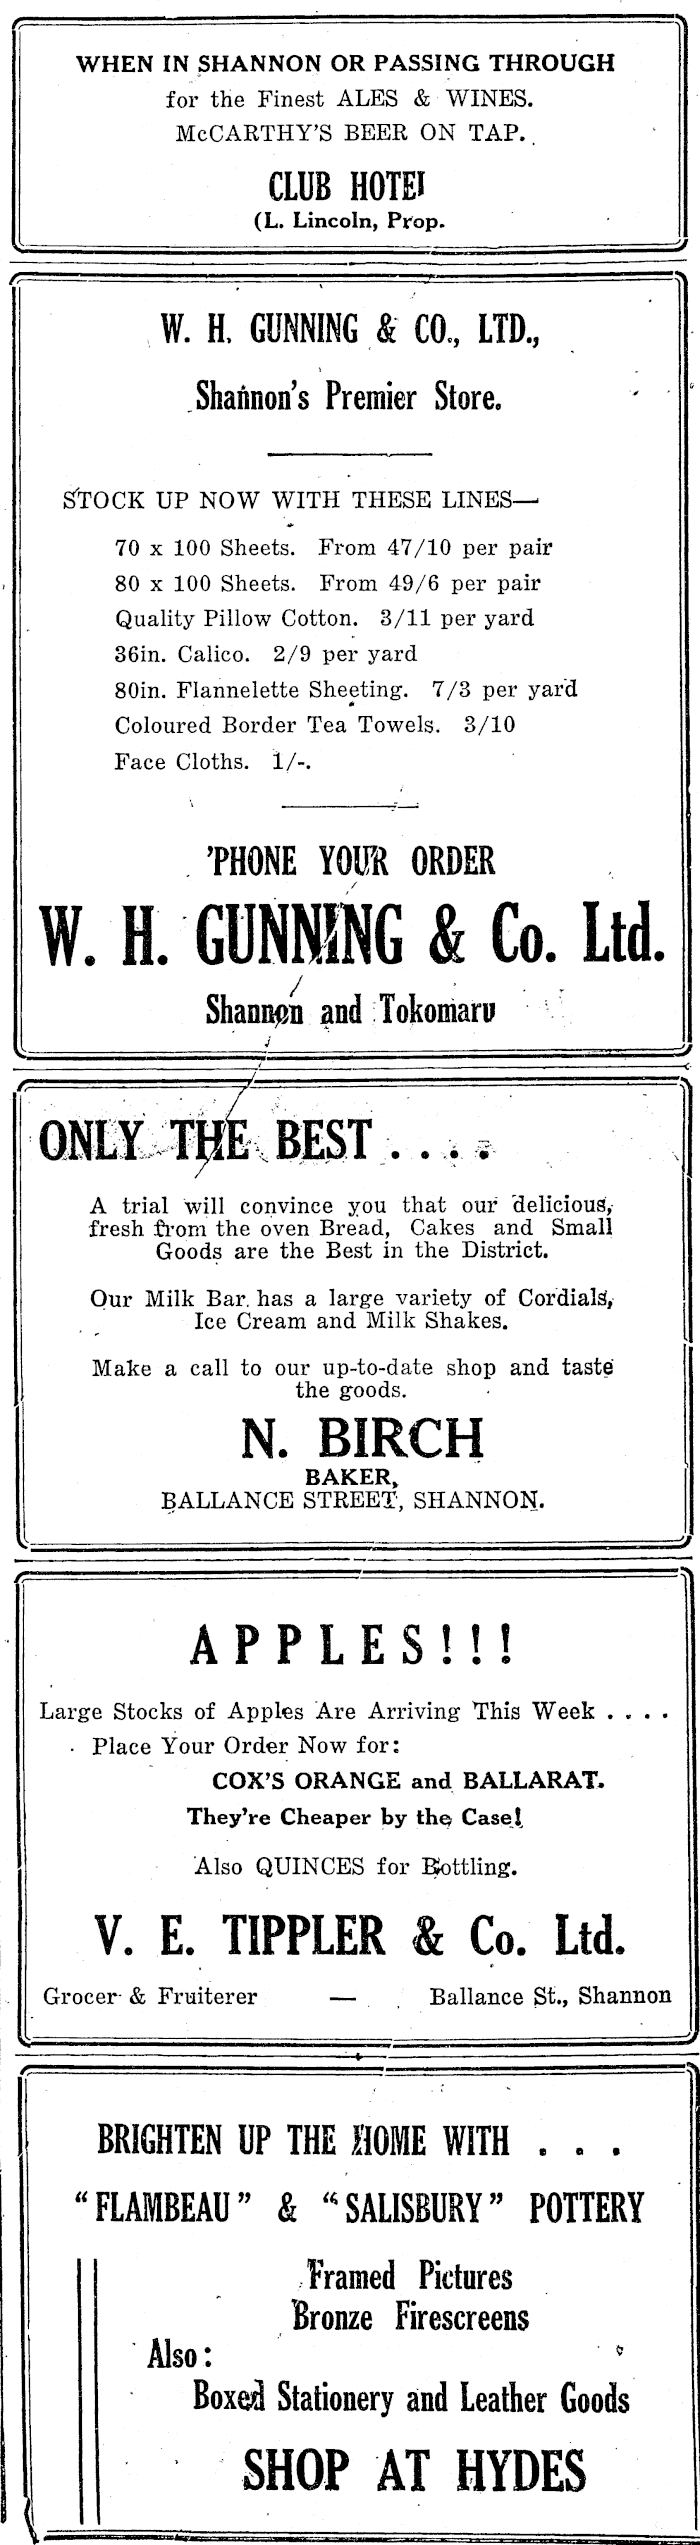 WHEN IN SHANNON OR PASSING THROUGH
for the Finest ALES & WINES.
McCARTHY'S BEER ON TAP.
CLUB HOTEL
(L. Lincoln, Prop.
W. H. GUNNING & CO., LTD.,
Shannon's Premier Store.
STOCK UP NOW WITH THESE LINES—
70 x 100 Sheets. From 47/10 per pair
80 x 100 Sheets. From 49/6 per pair
Quality Pillow Cotton. 3/11 per yard
36in. Calico. 2/9 per yard
80in. Flannelette Sheeting. 7/3 per yard
Coloured Border Tea Towels. 3/10
Face Cloths. 1/-.
'PHONE YOUR ORDER
W. H. GUNNING & Co. Ltd.
Shannon and Tokomaru
ONLY THE BEST . . . .
A trial will convince you that our delicious,
fresh from the oven Bread, Cakes and Small
Goods are the Best in the District.
Our Milk Bar has a large variety of Cordials,
Ice Cream and Milk Shakes.
Make a call to our up-to-date shop and taste
the goods.
N. BIRCH
BAKER,
BALLANCE STREET, SHANNON.
APPLES!!!
Large Stocks of Apples Are Arriving This Week . . . .
Place Your Order Now for:
COX'S ORANGE and BALLARAT.
They're Cheaper by the Case!
Also QUINCES for Bottling.
V. E. TIPPLER & Co. Ltd.
Grocer & Fruiterer — Ballance St., Shannon
BRIGHTEN UP THE HOME WITH . . .
"FLAMBEAU" & "SALISBURY" POTTERY
Framed Pictures
Bronze Firescreens
Also:
Boxed Stationery and Leather Goods
SHOP AT HYDES